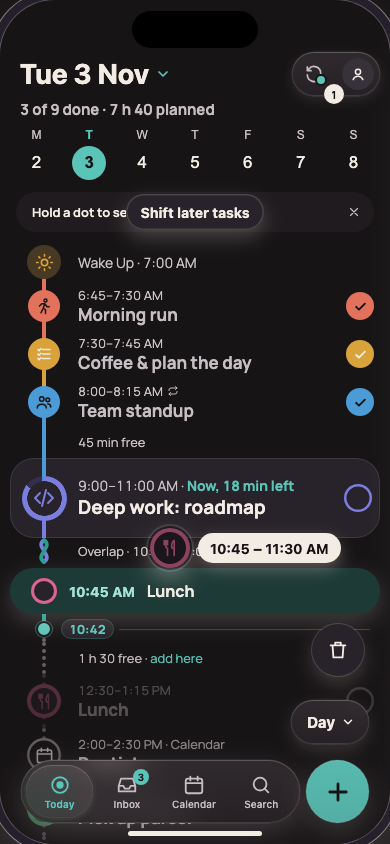 Tue 3 Nov
1
3 of 9 done · 7 h 40 planned
M T W T F S S
2 3 4 5 6 7 8
Hold a dot to se
Shift later tasks
Wake Up · 7:00 AM
6:45–7:30 AM
Morning run
7:30–7:45 AM
Coffee & plan the day
8:00–8:15 AM
Team standup
45 min free
9:00–11:00 AM · Now, 18 min left
Deep work: roadmap
Overlap · 10
10:45 – 11:30 AM
10:45 AM Lunch
10:42
1 h 30 free · add here
12:30–1:15 PM
Lunch
Day
2:00–2:30 PM · Calendar
3
Today Inbox Calendar Search